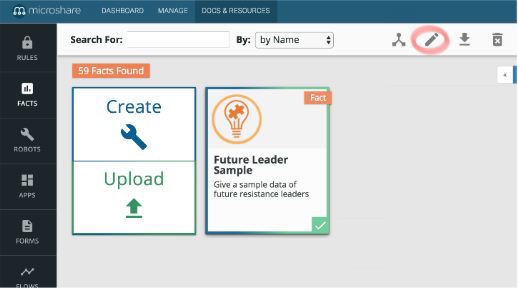 microshare DASHBOARD MANAGE DOCS & RESOURCES
Search For: By: by Name
RULES
59 Facts Found
FACTS
Create
Fact
Future Leader
Sample
Give a sample data of
future resistance leaders
ROBOTS
Upload
APPS
FORMS
FLOWS